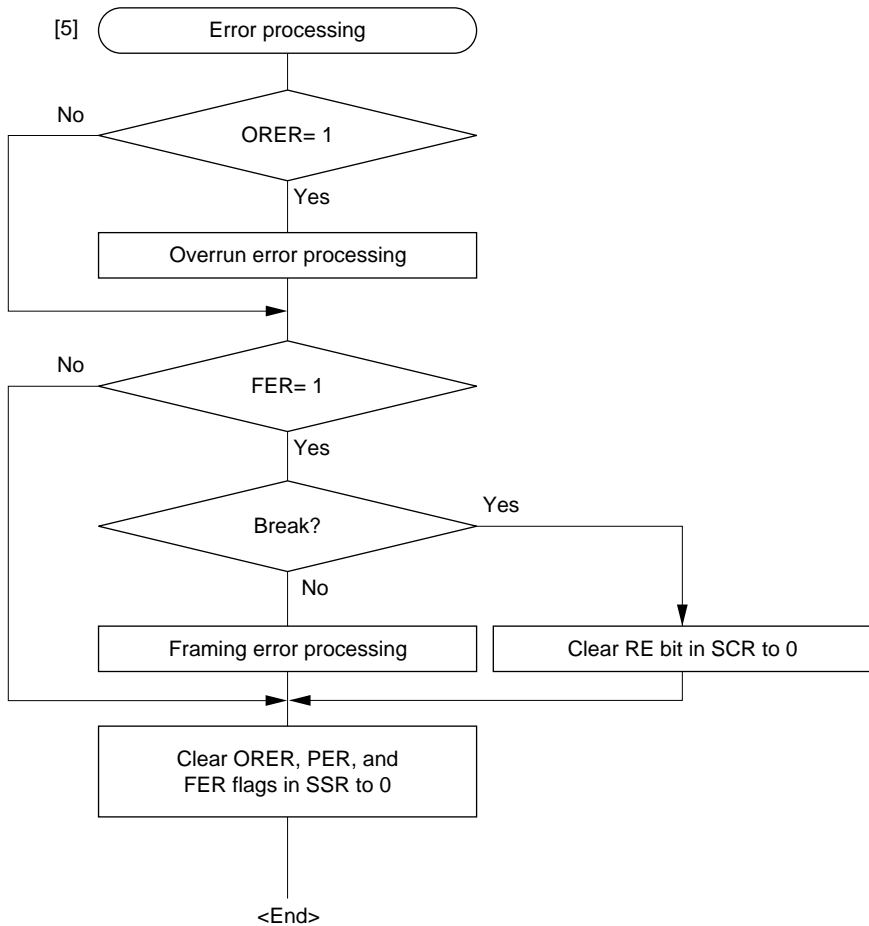 [5]
Error processing
No
ORER= 1
Yes
Overrun error processing
No
FER= 1
Yes
Break?
Yes
No
Framing error processing
Clear RE bit in SCR to 0
Clear ORER, PER, and
FER flags in SSR to 0
<End>